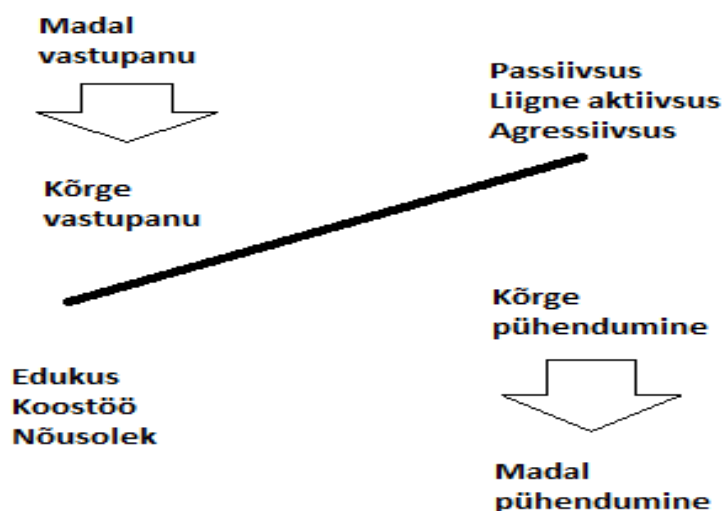 Madal
vastupanu
Passiivsus
Liigne aktiivsus
Agressiivsus
Kõrge
vastupanu
Kõrge
pühendumine
Edukus
Koostöö
Nõusolek
Madal
pühendumine